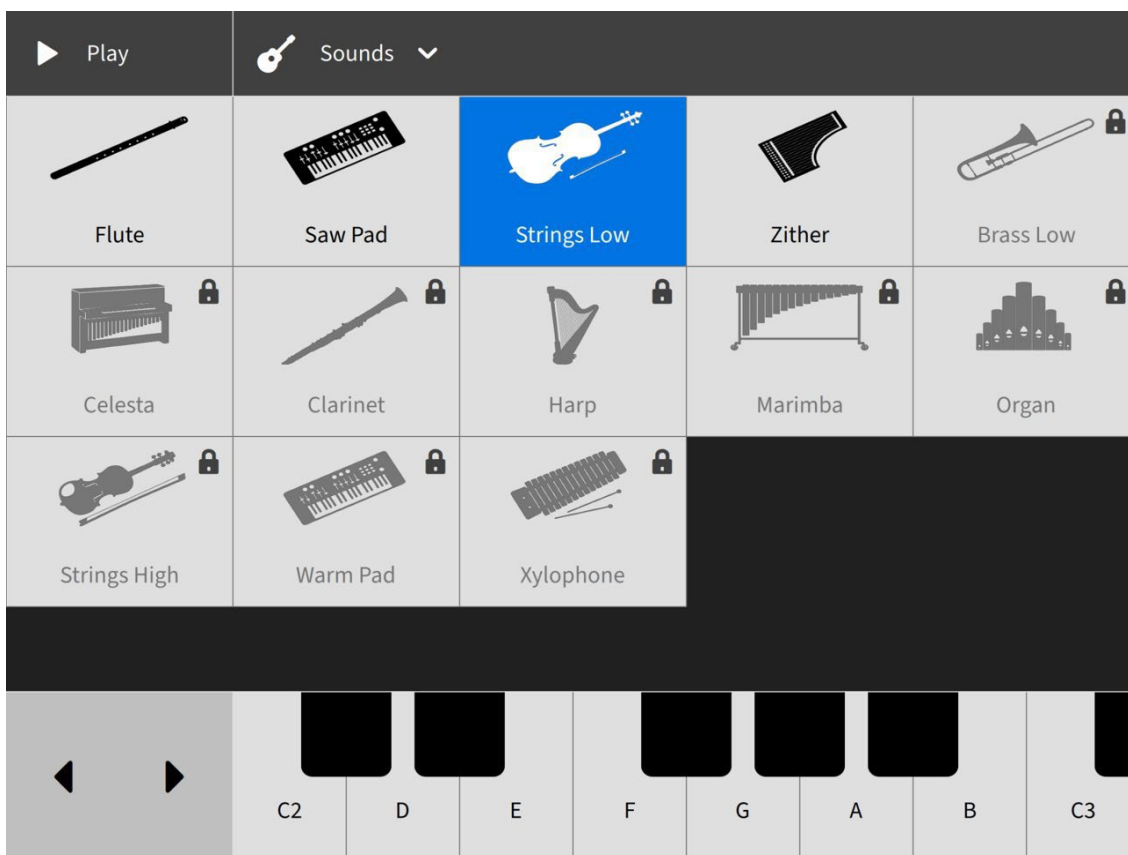 Play Sounds
Flute Saw Pad Strings Low Zither Brass Low
Celesta Clarinet Harp Marimba Organ
Strings High Warm Pad Xylophone
C2 D E F G A B C3